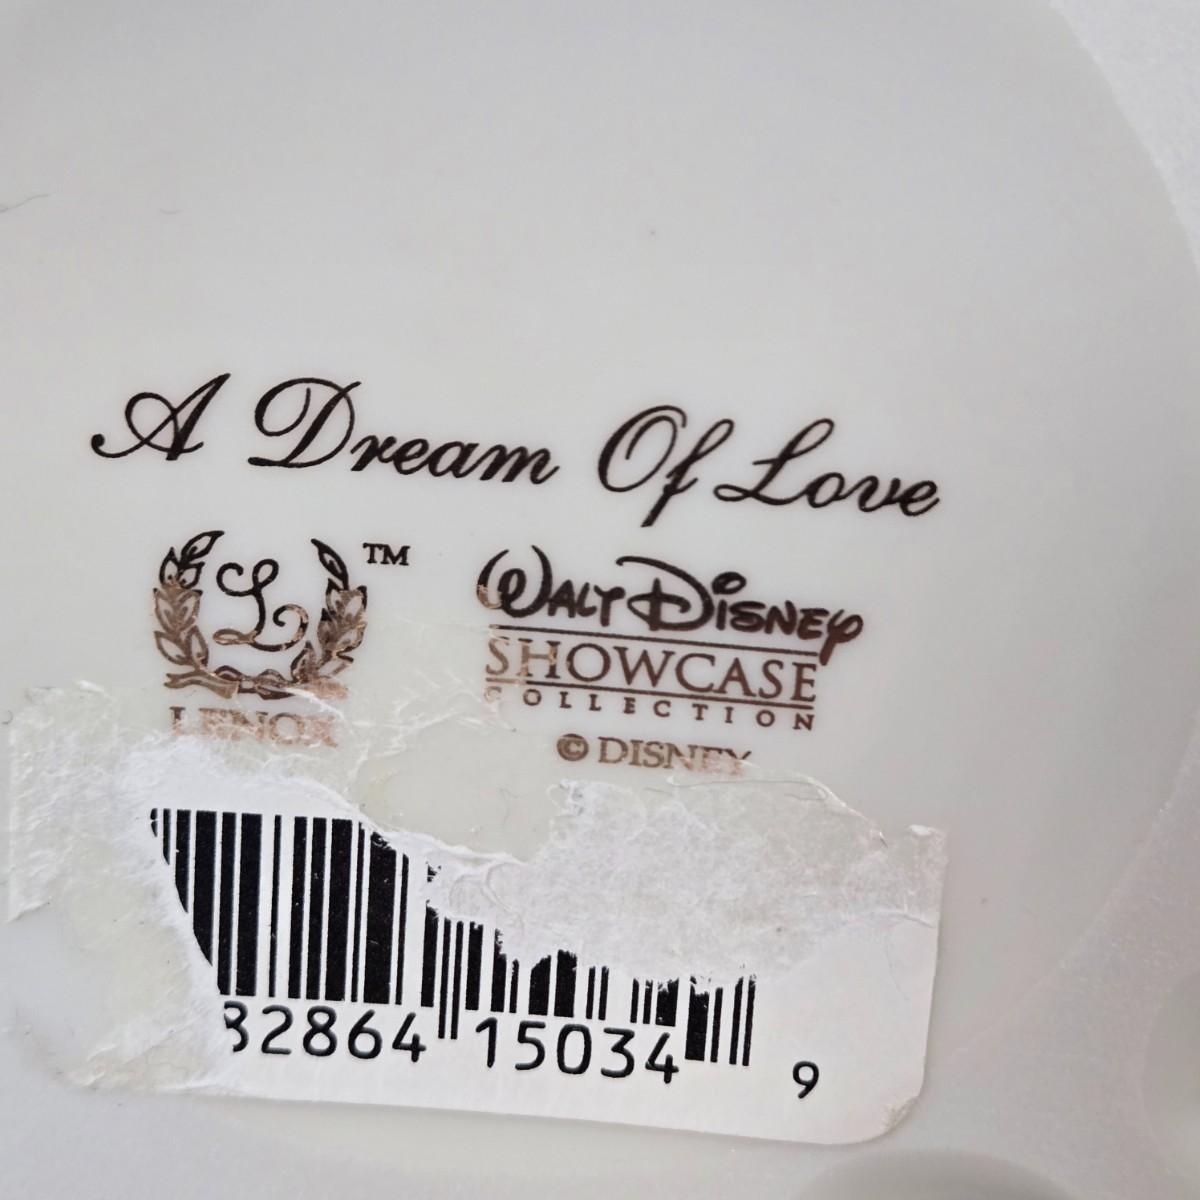 A Dream Of Love
L TM
LENOX
WALT DISNEY
SHOWCASE
COLLECTION
© DISNEY
82864 15034 9